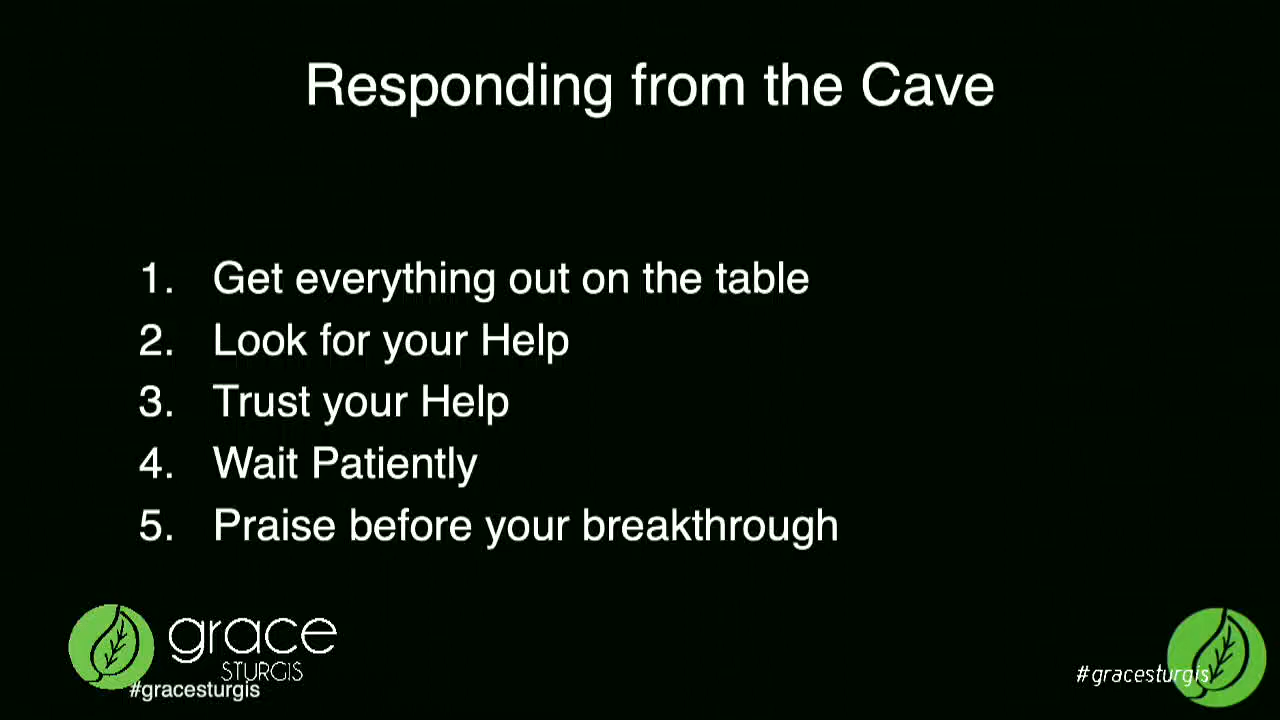 Responding from the Cave
1. Get everything out on the table
2. Look for your Help
3. Trust your Help
4. Wait Patiently
5. Praise before your breakthrough
grace
STURGIS
#gracesturgis
#gracesturgis